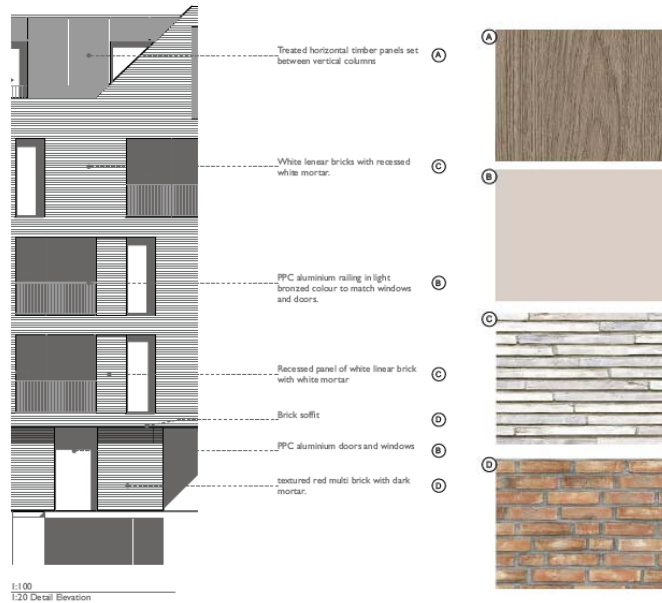 Treated horizontal timber panels set
between vertical columns
A
White lenear bricks with recessed
white mortar.
C
PPC aluminium railing in light
bronzed colour to match windows
and doors.
B
Recessed panel of white linear brick
with white mortar
C
Brick soffit
D
PPC aluminium doors and windows
B
textured red multi brick with dark
mortar.
D
A
B
C
D
1:100
1:20 Detail Elevation